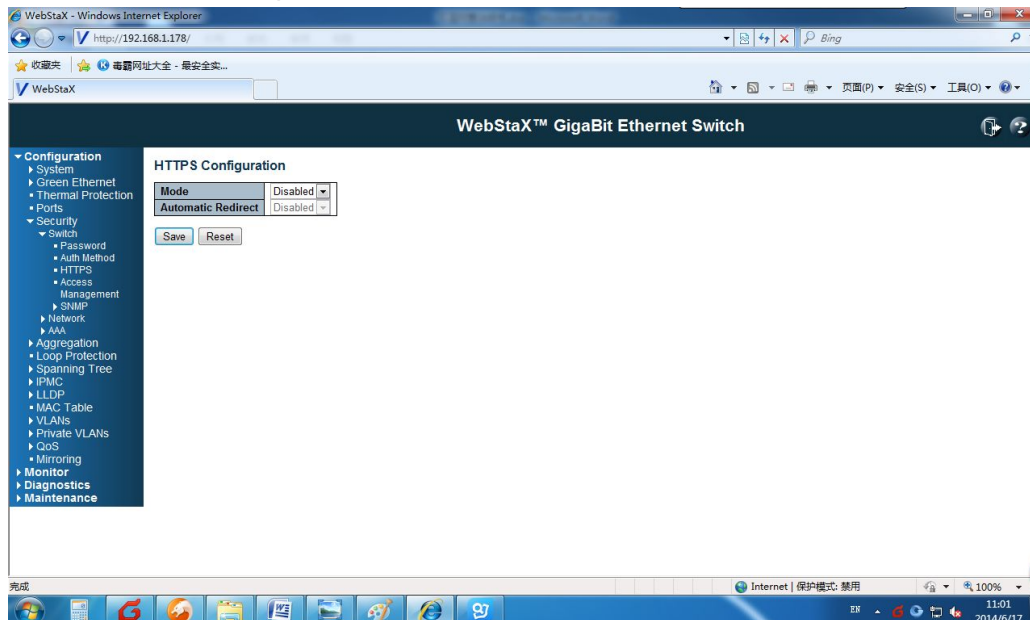 WebStaX - Windows Internet Explorer
http://192.168.1.178/
Bing
收藏夹 毒霸网址大全 - 最安全实...
WebStaX
页面(P) 安全(S) 工具(O)
WebStaX™ GigaBit Ethernet Switch
Configuration
System
Green Ethernet
Thermal Protection
Ports
Security
Switch
Password
Auth Method
HTTPS
Access
Management
SNMP
Network
AAA
Aggregation
Loop Protection
Spanning Tree
IPMC
LLDP
MAC Table
VLANs
Private VLANs
QoS
Mirroring
Monitor
Diagnostics
Maintenance
HTTPS Configuration
Mode Disabled
Automatic Redirect Disabled
Save Reset
完成
Internet | 保护模式: 禁用
100%
EN
11:01
2014/6/17